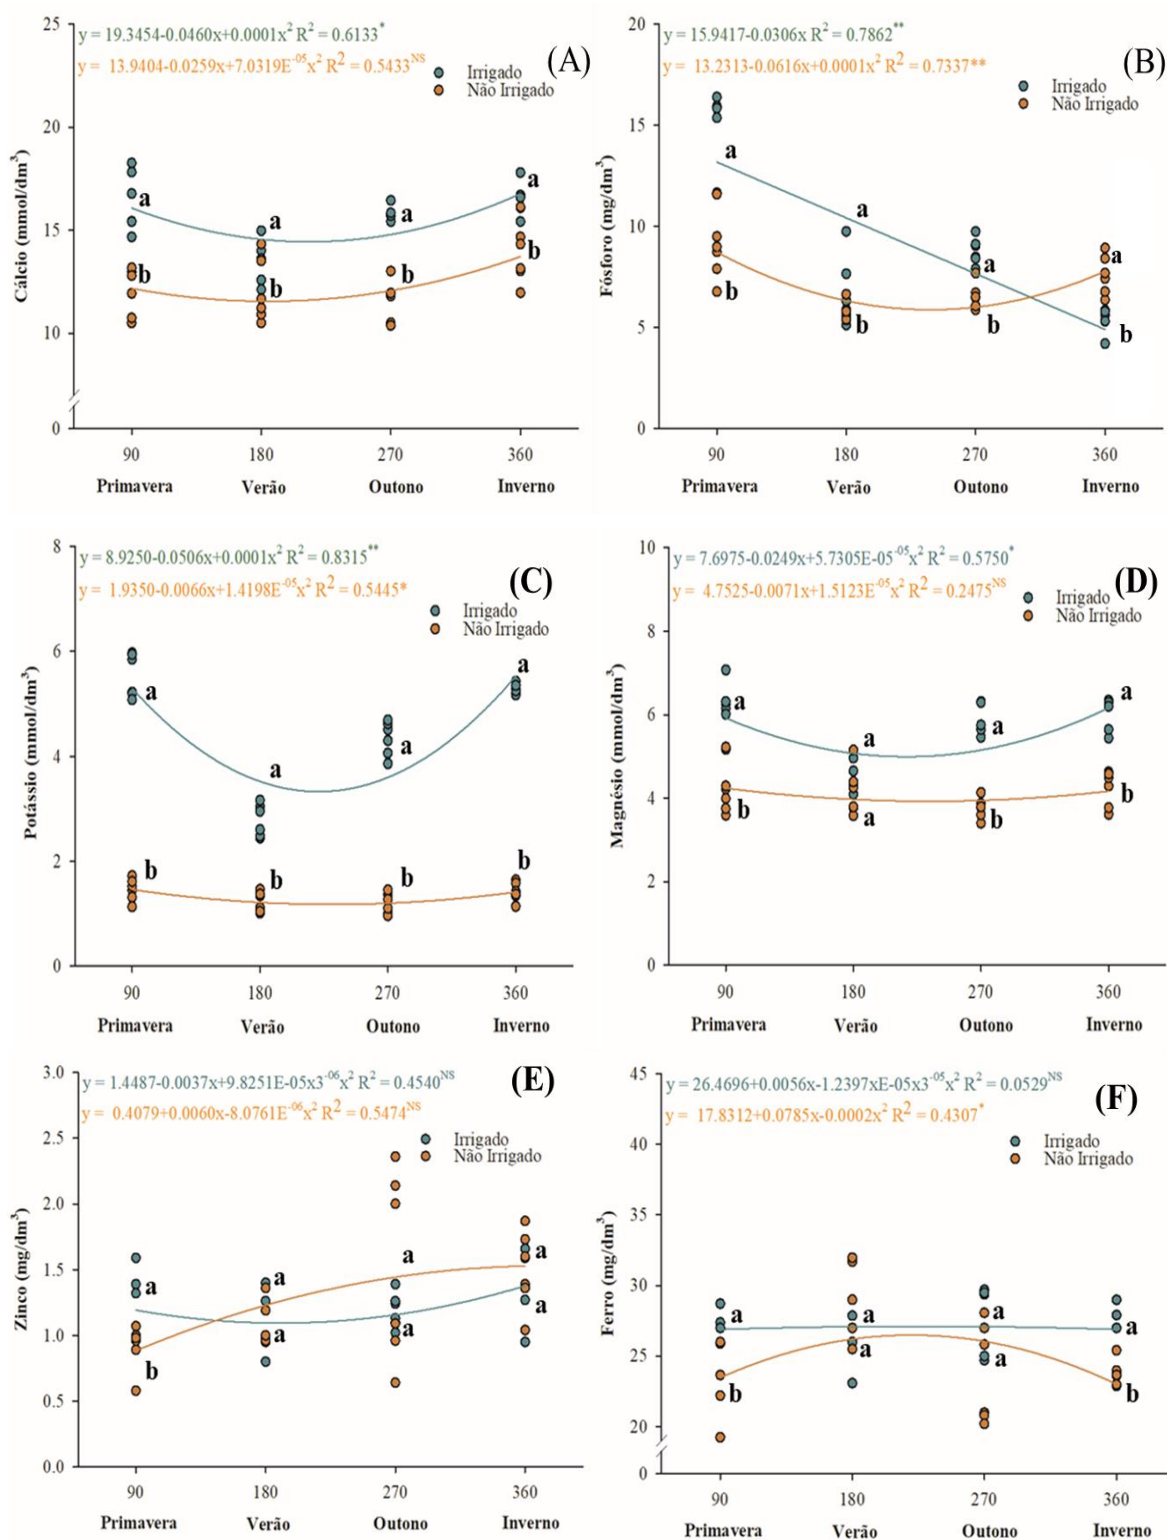 y = 19.3454-0.0460x+0.0001x² R² = 0.6133*
y = 13.9404-0.0259x+7.0319E⁻⁰⁵x² R² = 0.5433ᴺˢ
(A)
Irrigado
Não Irrigado
Cálcio (mmol/dm³)
25
20
15
10
0
a
a
a
a
b
b
b
b
90 180 270 360
Primavera Verão Outono Inverno
y = 15.9417-0.0306x R² = 0.7862**
y = 13.2313-0.0616x+0.0001x² R² = 0.7337**
(B)
Irrigado
Não Irrigado
Fósforo (mg/dm³)
20
15
10
5
0
a
a
a
a
b
b
b
b
90 180 270 360
Primavera Verão Outono Inverno
y = 8.9250-0.0506x+0.0001x² R² = 0.8315**
y = 1.9350-0.0066x+1.4198E⁻⁰⁵x² R² = 0.5445*
(C)
Irrigado
Não Irrigado
Potássio (mmol/dm³)
8
6
4
2
0
a
a
a
a
b
b
b
b
90 180 270 360
Primavera Verão Outono Inverno
y = 7.6975-0.0249x+5.7305E-05⁻⁰⁵x² R² = 0.5750*
y = 4.7525-0.0071x+1.5123E⁻⁰⁵x² R² = 0.2475ᴺˢ
(D)
Irrigado
Não Irrigado
Magnésio (mmol/dm³)
10
8
6
4
2
0
a
a
a
a
b
a
b
b
90 180 270 360
Primavera Verão Outono Inverno
y = 1.4487-0.0037x+9.8251E-05x3⁻⁰⁶x² R² = 0.4540ᴺˢ
y = 0.4079+0.0060x-8.0761E⁻⁰⁶x² R² = 0.5474ᴺˢ
(E)
Irrigado
Não Irrigado
Zinco (mg/dm³)
3.0
2.5
2.0
1.5
1.0
0.5
0.0
a
a
a
a
b
a
a
a
90 180 270 360
Primavera Verão Outono Inverno
y = 26.4696+0.0056x-1.2397xE-05x3⁻⁰⁵x² R² = 0.0529ᴺˢ
y = 17.8312+0.0785x-0.0002x² R² = 0.4307*
(F)
Irrigado
Não Irrigado
Ferro (mg/dm³)
45
40
35
30
25
20
0
a
a
a
a
b
a
a
b
90 180 270 360
Primavera Verão Outono Inverno